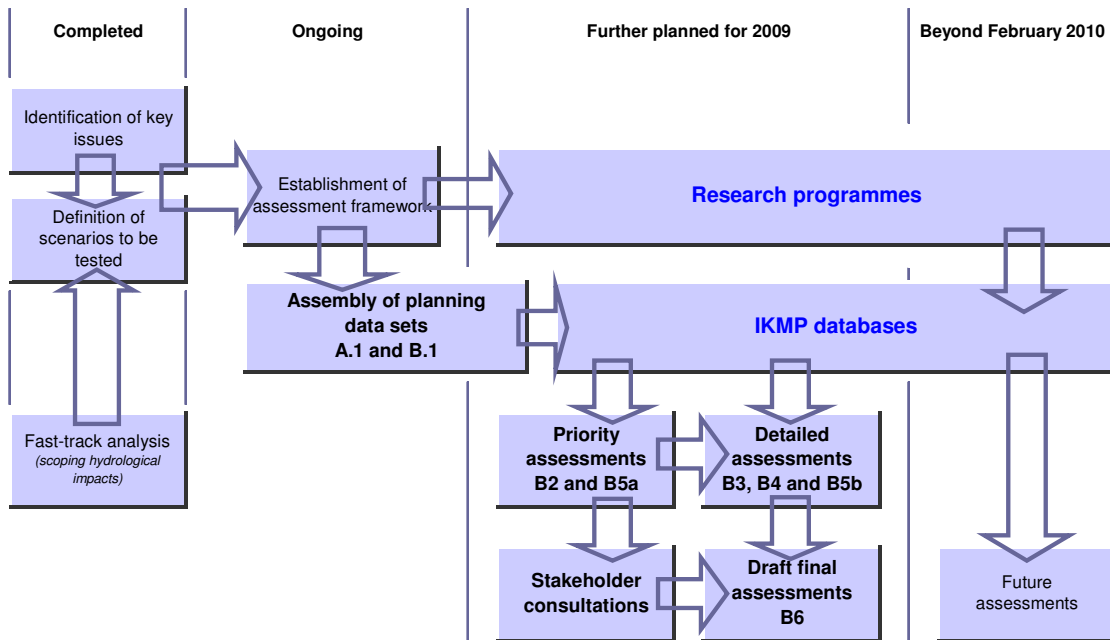 Completed
Ongoing
Further planned for 2009
Beyond February 2010
Identification of key
issues
Definition of
scenarios to be
tested
Fast-track analysis
(scoping hydrological
impacts)
Establishment of
assessment framework
Assembly of planning
data sets
A.1 and B.1
Research programmes
IKMP databases
Priority
assessments
B2 and B5a
Detailed
assessments
B3, B4 and B5b
Stakeholder
consultations
Draft final
assessments
B6
Future
assessments